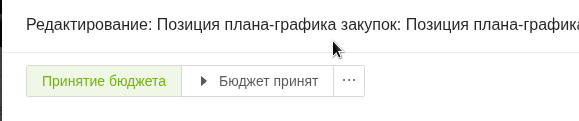 Редактирование: Позиция плана-графика закупок: Позиция плана-графика
Принятие бюджета
Бюджет принят
...